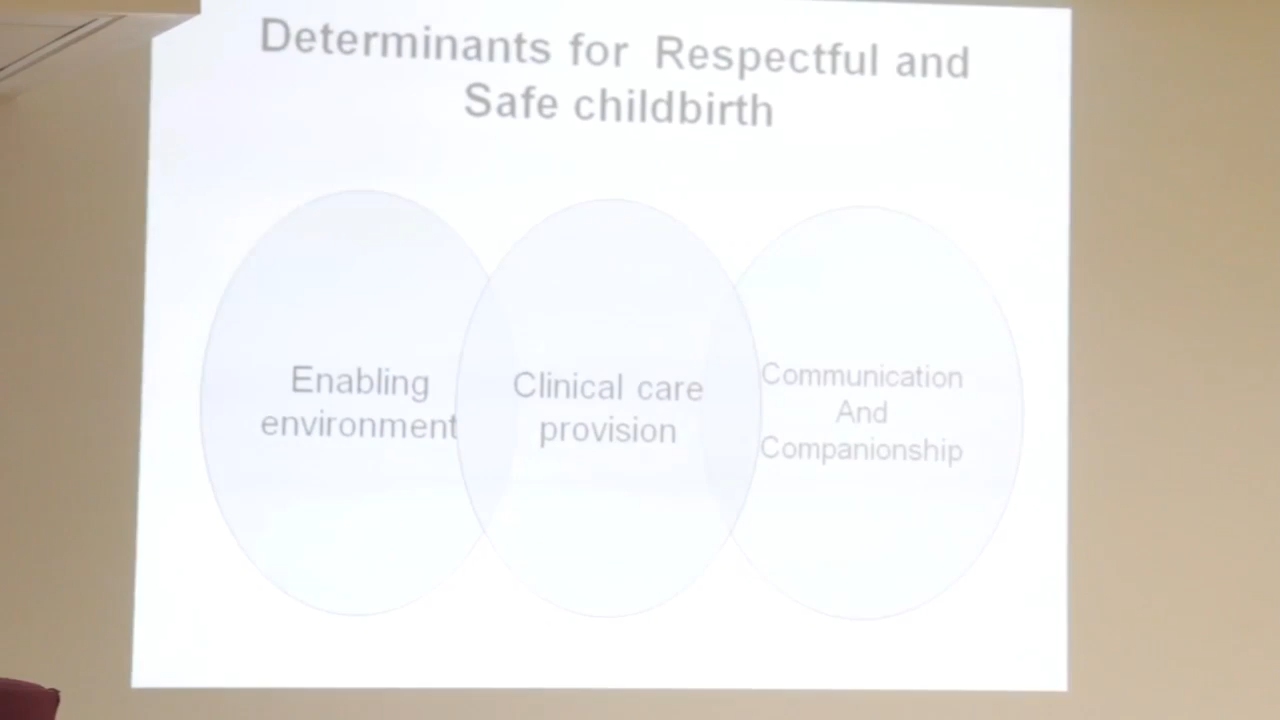 Determinants for Respectful and
Safe childbirth
Enabling
environment
Clinical care
provision
Communication
And
Companionship